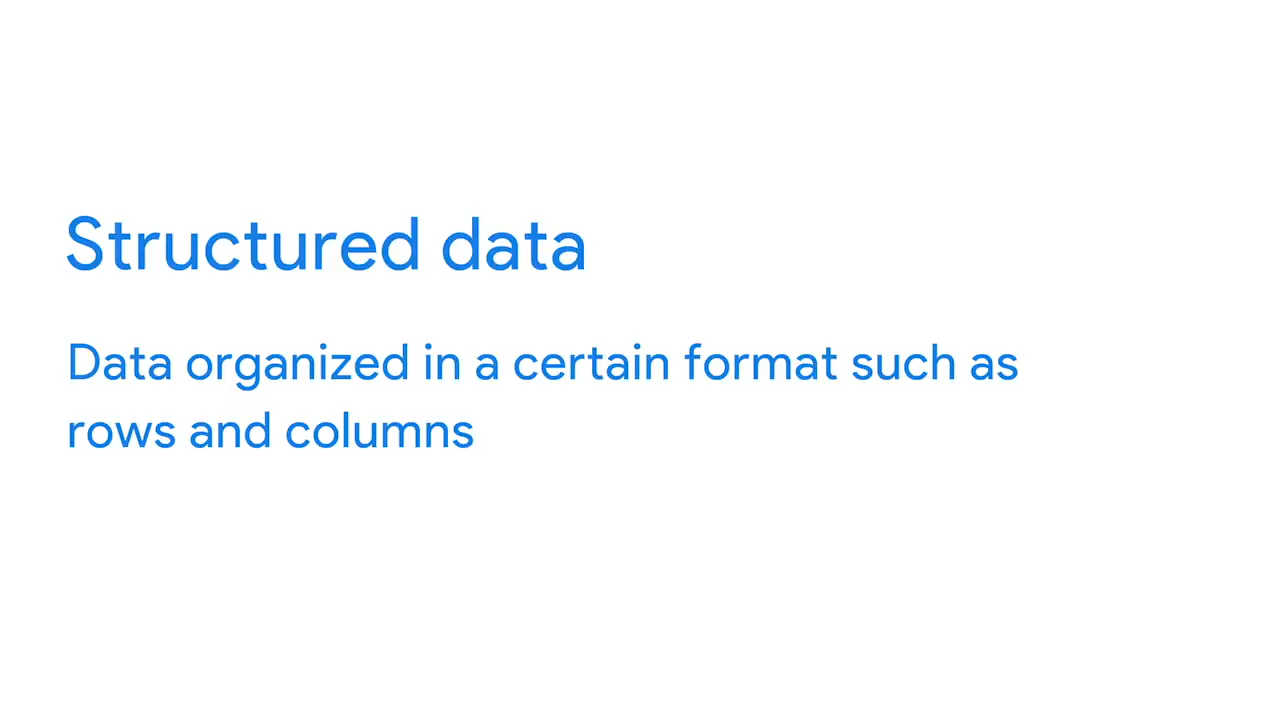 Structured data
Data organized in a certain format such as
rows and columns